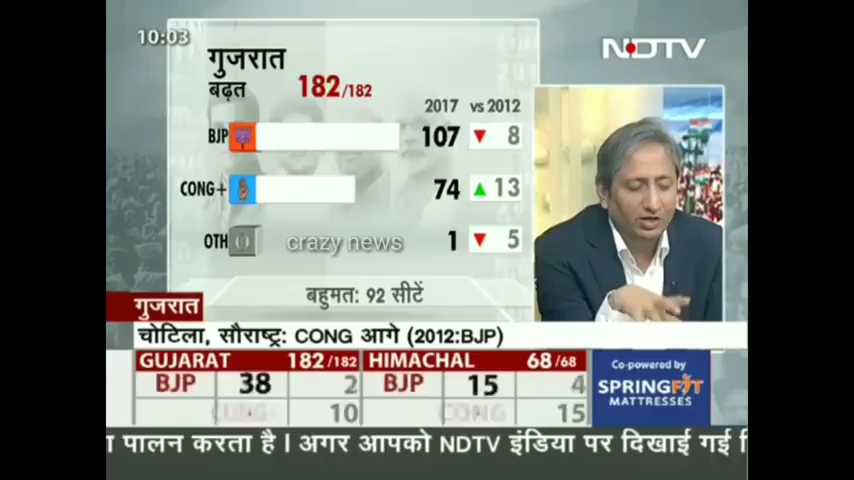 10:03
NDTV
गुजरात
बढ़त 182/182
2017 vs 2012
BJP 107 8
CONG+ 74 13
OTH 1 5
crazy news
बहुमत: 92 सीटें
गुजरात
चोटिला, सौराष्ट्र: CONG आगे (2012:BJP)
GUJARAT 182/182 HIMACHAL 68/68
BJP 38 2 BJP 15 4
CONG 10 CONG 15
Co-powered by
SPRINGFIT
MATTRESSES
ा पालन करता है । अगर आपको NDTV इंडिया पर दिखाई गई